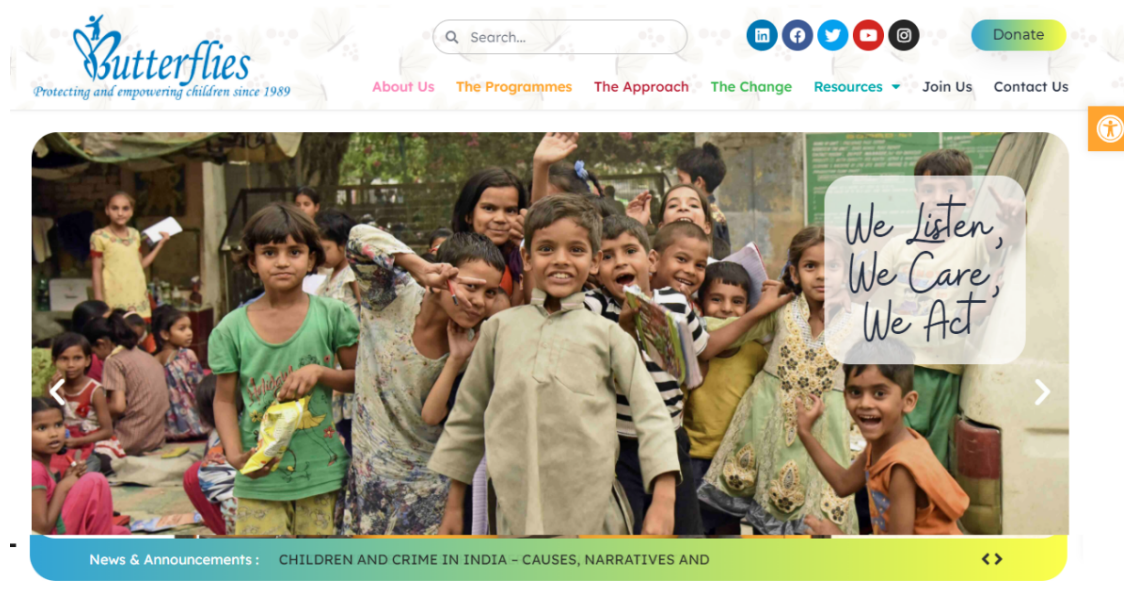 Butterflies
Protecting and empowering children since 1989
Search...
Donate
About Us The Programmes The Approach The Change Resources Join Us Contact Us
We Listen,
We Care,
We Act
News & Announcements : CHILDREN AND CRIME IN INDIA – CAUSES, NARRATIVES AND